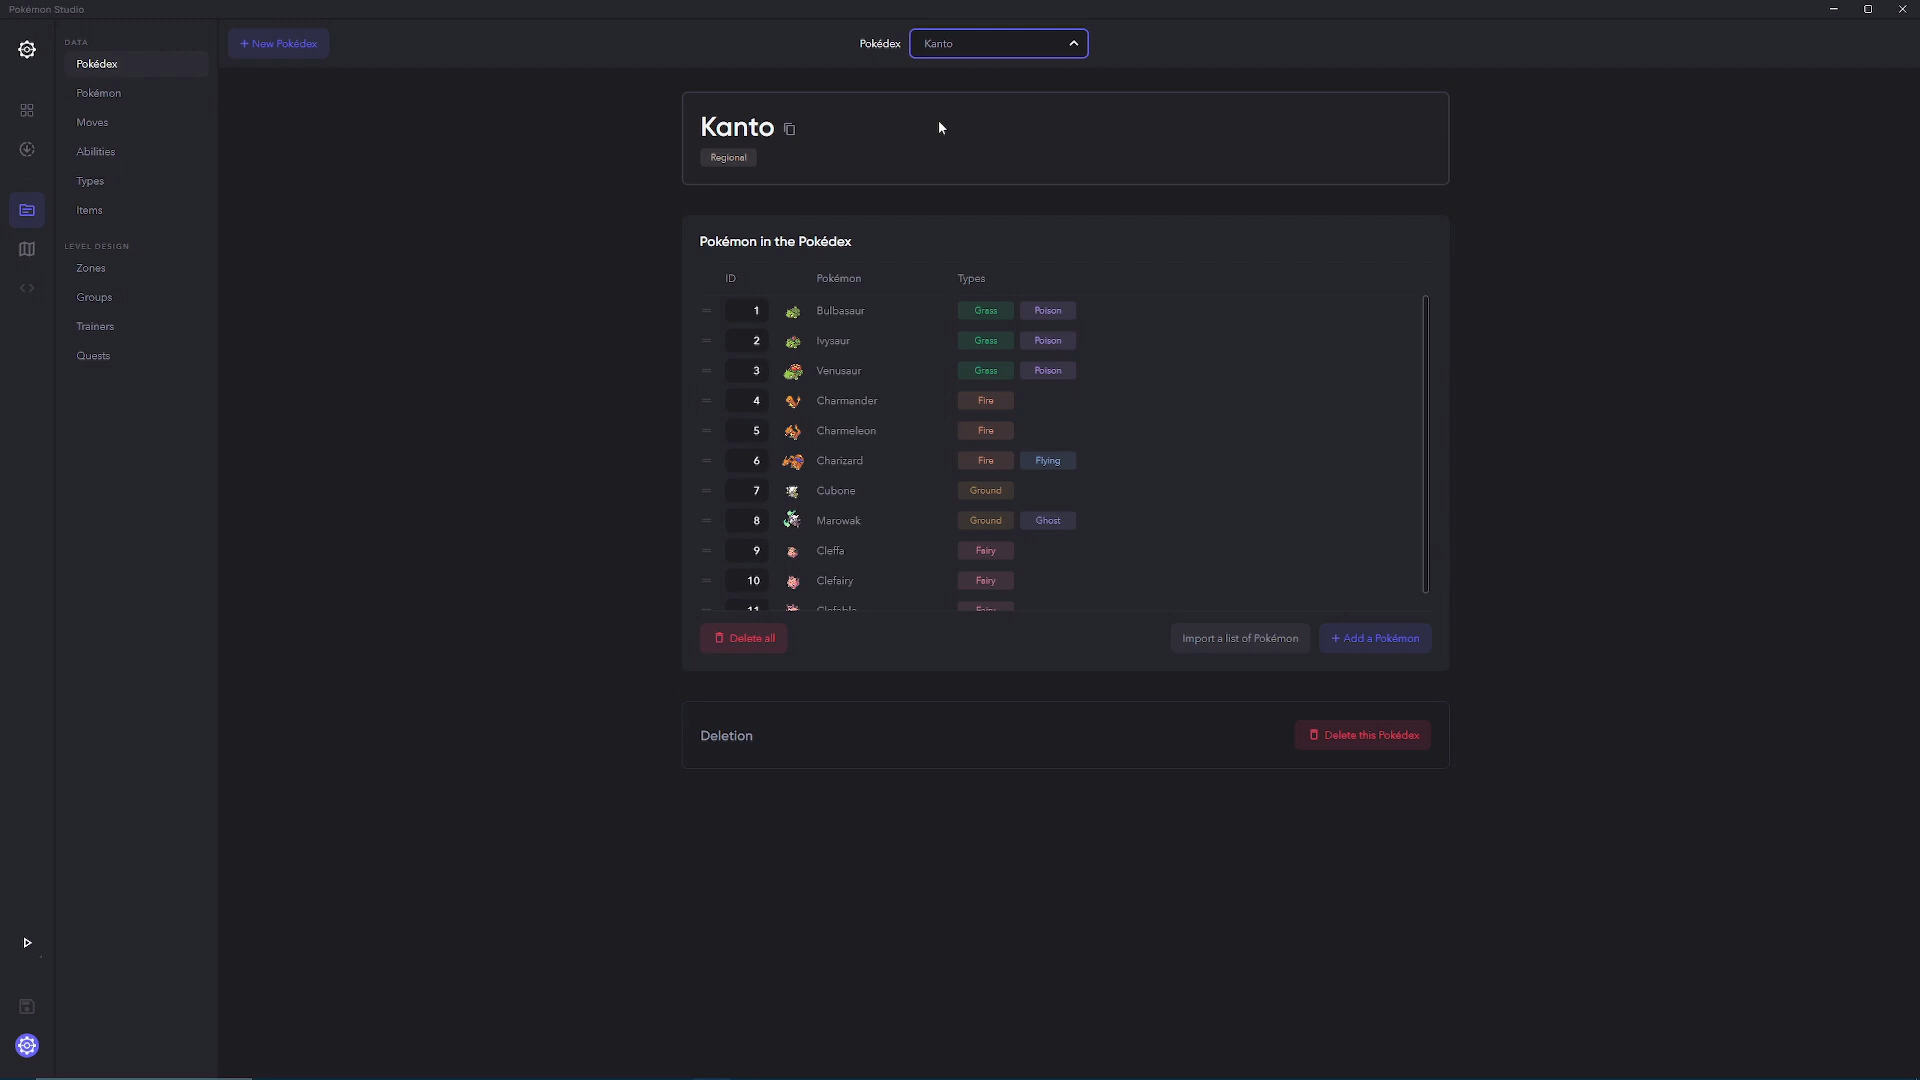 Pokémon Studio
DATA
Pokédex
Pokémon
Moves
Abilities
Types
Items
LEVEL DESIGN
Zones
Groups
Trainers
Quests
+ New Pokédex
Pokédex Kanto
Kanto
Regional
Pokémon in the Pokédex
ID Pokémon Types
1 Bulbasaur Grass Poison
2 Ivysaur Grass Poison
3 Venusaur Grass Poison
4 Charmander Fire
5 Charmeleon Fire
6 Charizard Fire Flying
7 Cubone Ground
8 Marowak Ground Ghost
9 Cleffa Fairy
10 Clefairy Fairy
11 Clefable Fairy
Delete all Import a list of Pokémon + Add a Pokémon
Deletion Delete this Pokédex